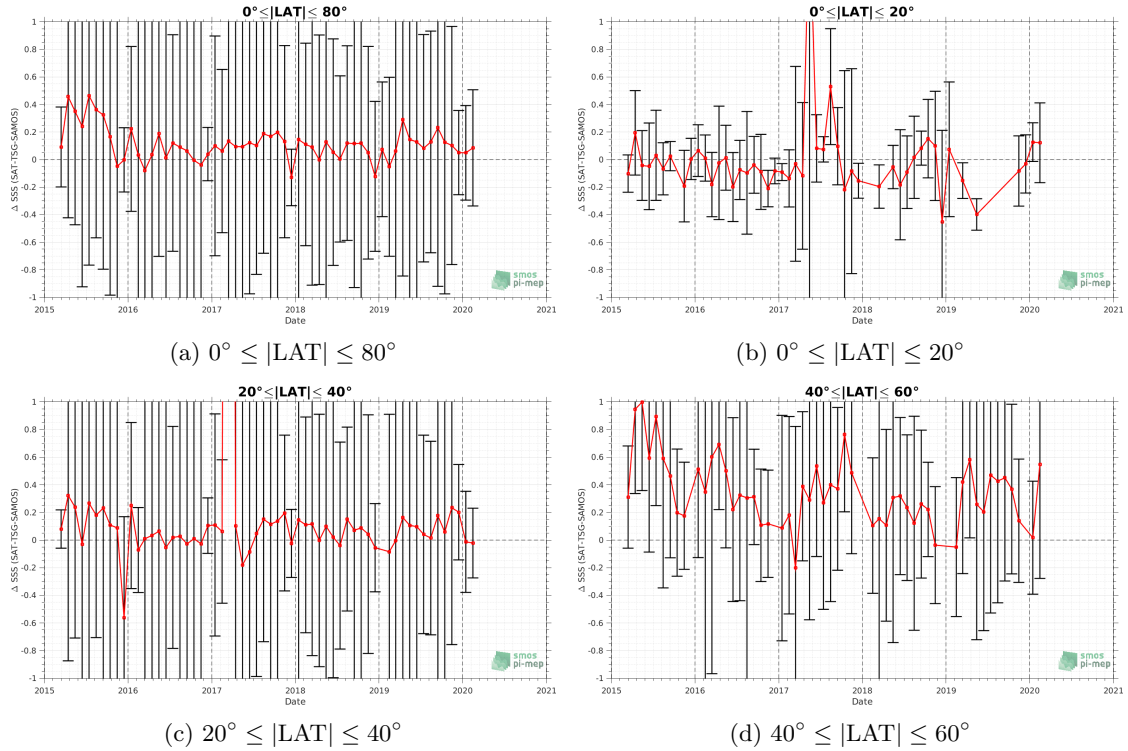 0°≤|LAT|≤ 80°
1
0.8
0.6
0.4
0.2
0
-0.2
-0.4
-0.6
-0.8
-1
Δ SSS (SAT-TSG-SAMOS)
2015 2016 2017 2018 2019 2020 2021
Date
smos
pi-mep
(a) 0° ≤ |LAT| ≤ 80°
0°≤|LAT|≤ 20°
1
0.8
0.6
0.4
0.2
0
-0.2
-0.4
-0.6
-0.8
-1
Δ SSS (SAT-TSG-SAMOS)
2015 2016 2017 2018 2019 2020 2021
Date
smos
pi-mep
(b) 0° ≤ |LAT| ≤ 20°
20°≤|LAT|≤ 40°
1
0.8
0.6
0.4
0.2
0
-0.2
-0.4
-0.6
-0.8
-1
Δ SSS (SAT-TSG-SAMOS)
2015 2016 2017 2018 2019 2020 2021
Date
smos
pi-mep
(c) 20° ≤ |LAT| ≤ 40°
40°≤|LAT|≤ 60°
1
0.8
0.6
0.4
0.2
0
-0.2
-0.4
-0.6
-0.8
-1
Δ SSS (SAT-TSG-SAMOS)
2015 2016 2017 2018 2019 2020 2021
Date
smos
pi-mep
(d) 40° ≤ |LAT| ≤ 60°